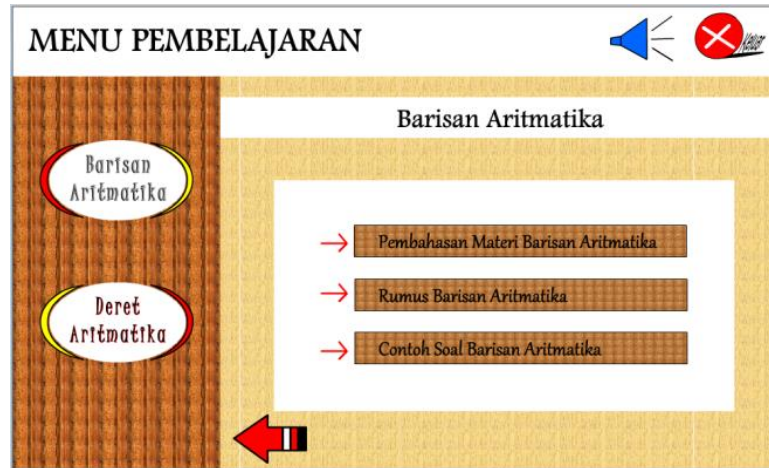 MENU PEMBELAJARAN
Keluar
Barisan Aritmatika
Barisan
Aritmatika
Deret
Aritmatika
Pembahasan Materi Barisan Aritmatika
Rumus Barisan Aritmatika
Contoh Soal Barisan Aritmatika